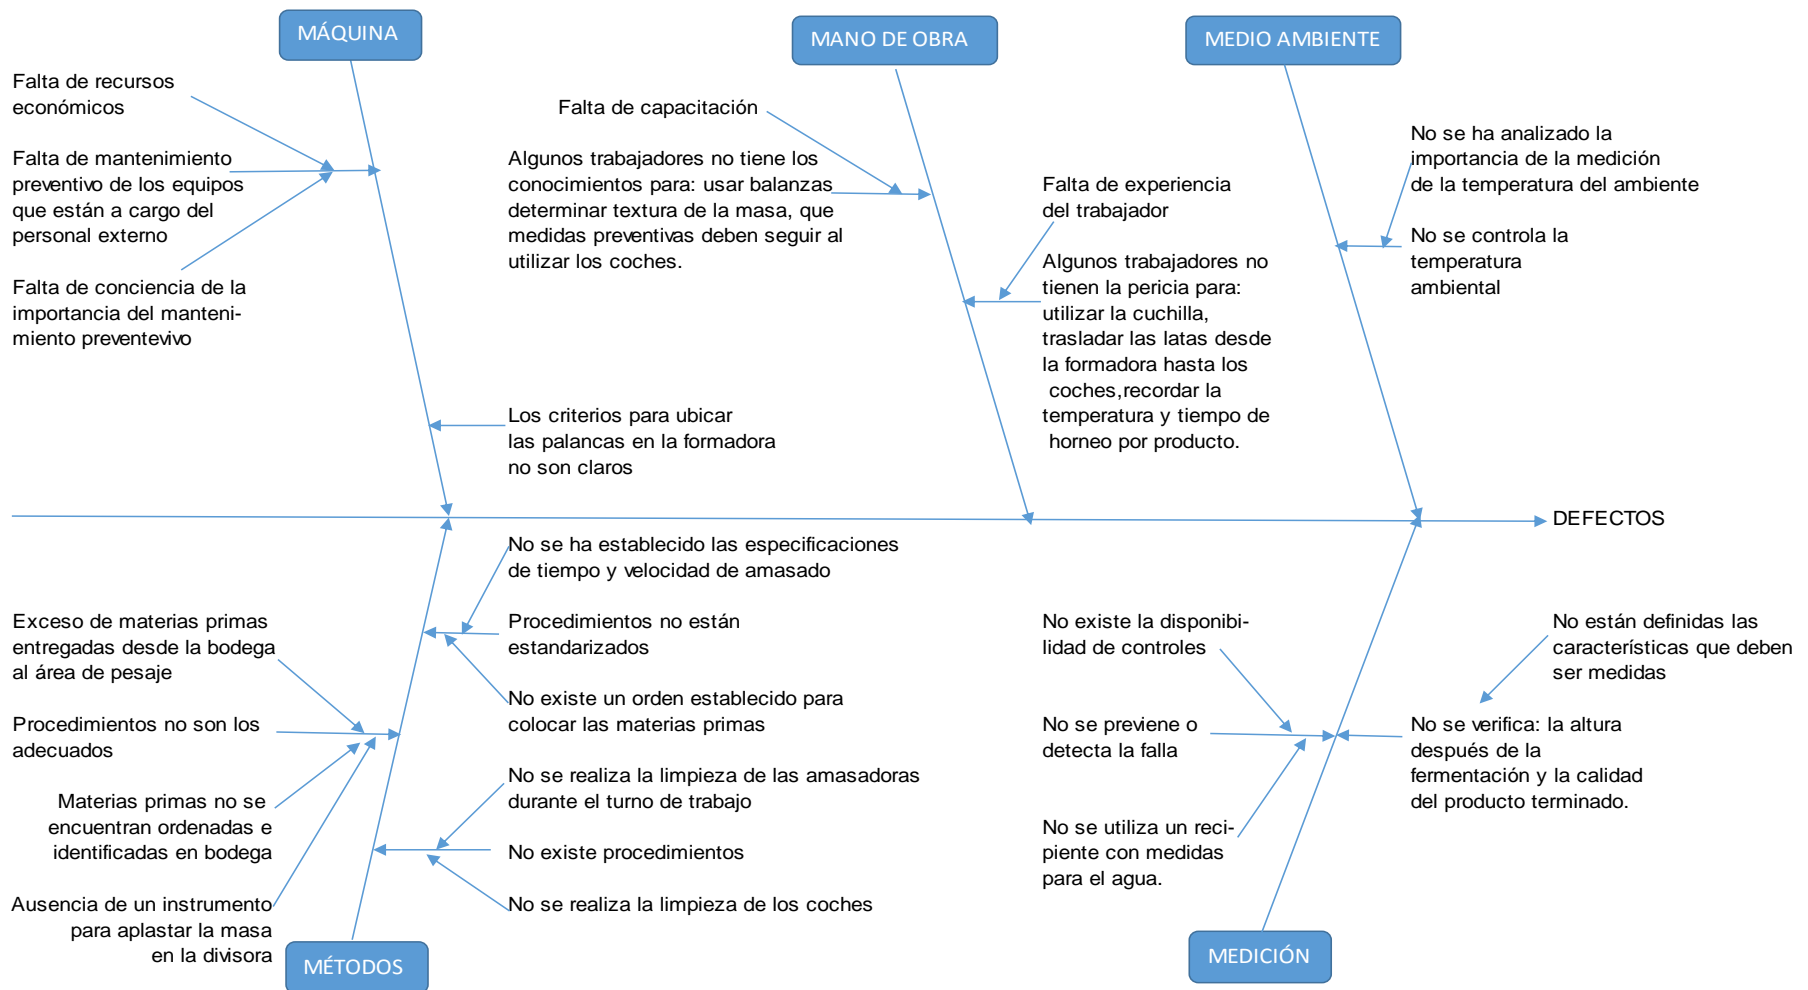 MÁQUINA
MANO DE OBRA
MEDIO AMBIENTE
Falta de recursos
económicos
Falta de mantenimiento
preventivo de los equipos
que están a cargo del
personal externo
Falta de conciencia de la
importancia del manteni-
miento preventevivo
Los criterios para ubicar
las palancas en la formadora
no son claros
Falta de capacitación
Algunos trabajadores no tiene los
conocimientos para: usar balanzas
determinar textura de la masa, que
medidas preventivas deben seguir al
utilizar los coches.
Falta de experiencia
del trabajador
Algunos trabajadores no
tienen la pericia para:
utilizar la cuchilla,
trasladar las latas desde
la formadora hasta los
coches,recordar la
temperatura y tiempo de
horneo por producto.
No se ha analizado la
importancia de la medición
de la temperatura del ambiente
No se controla la
temperatura
ambiental
DEFECTOS
No se ha establecido las especificaciones
de tiempo y velocidad de amasado
Procedimientos no están
estandarizados
No existe un orden establecido para
colocar las materias primas
Exceso de materias primas
entregadas desde la bodega
al área de pesaje
Procedimientos no son los
adecuados
Materias primas no se
encuentran ordenadas e
identificadas en bodega
Ausencia de un instrumento
para aplastar la masa
en la divisora
No se realiza la limpieza de las amasadoras
durante el turno de trabajo
No existe procedimientos
No se realiza la limpieza de los coches
No existe la disponibi-
lidad de controles
No se previene o
detecta la falla
No se utiliza un reci-
piente con medidas
para el agua.
No están definidas las
características que deben
ser medidas
No se verifica: la altura
después de la
fermentación y la calidad
del producto terminado.
MÉTODOS
MEDICIÓN